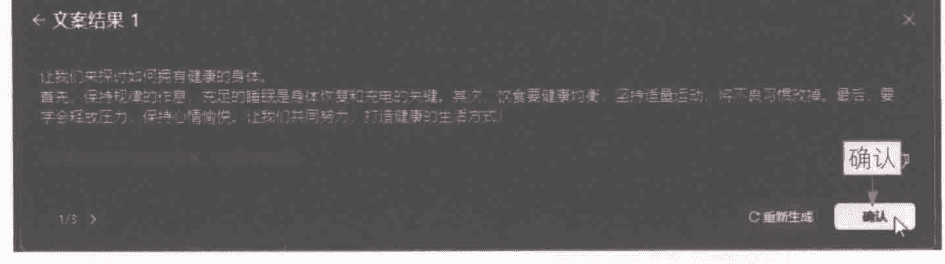 ← 文案结果 1
×
让我们来探讨如何拥有健康的身体。
首先，保持规律的作息，充足的睡眠是身体恢复和充电的关键。其次，饮食要健康均衡，坚持适量运动，将不良习惯改掉。最后，要
学会释放压力，保持心情愉悦。让我们共同努力，打造健康的生活方式！
确认
1/3 >
重新生成
确认